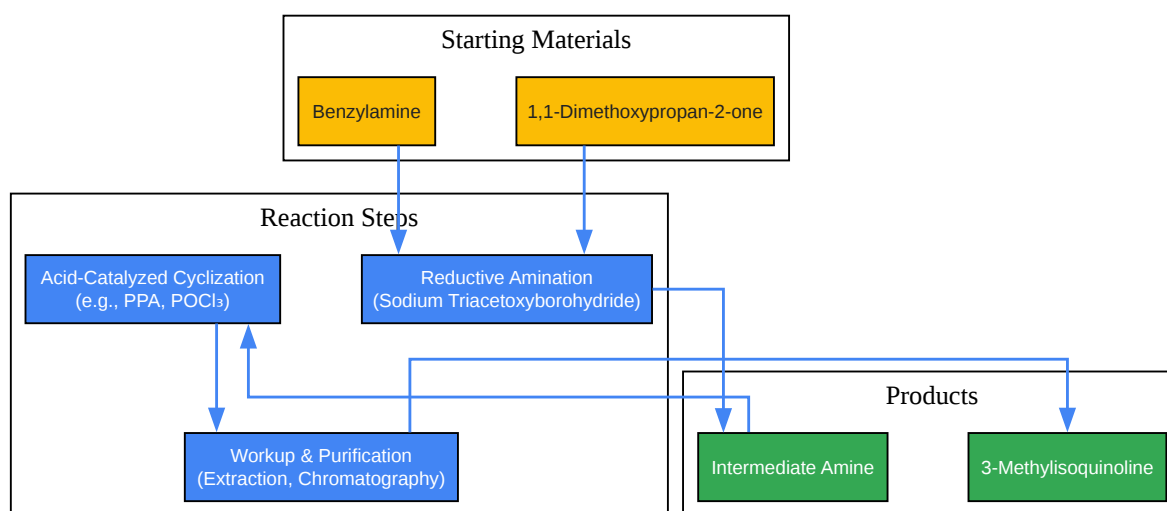 Starting Materials
Benzylamine
1,1-Dimethoxypropan-2-one
Reaction Steps
Acid-Catalyzed Cyclization
(e.g., PPA, POCl₃)
Reductive Amination
(Sodium Triacetoxyborohydride)
Workup & Purification
(Extraction, Chromatography)
Products
Intermediate Amine
3-Methylisoquinoline